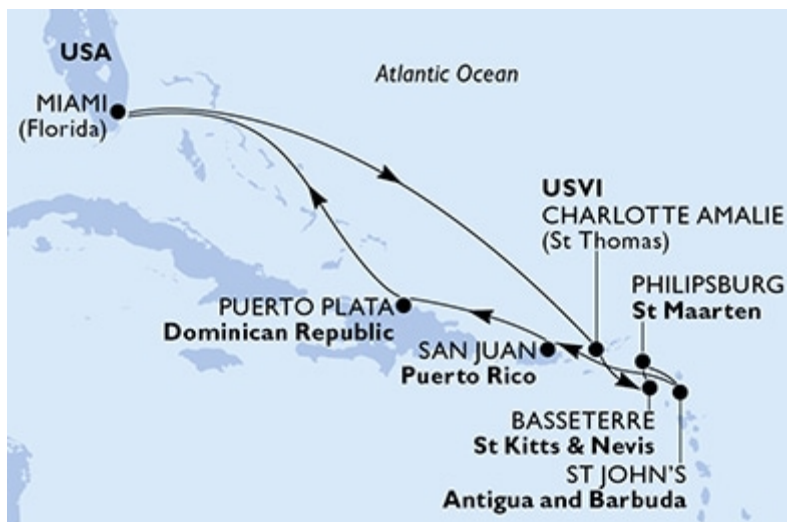 USA
Atlantic Ocean
MIAMI
(Florida)
USVI
CHARLOTTE AMALIE
(St Thomas)
PHILIPSBURG
St Maarten
PUERTO PLATA
Dominican Republic
SAN JUAN
Puerto Rico
BASSETERRE
St Kitts & Nevis
ST JOHN'S
Antigua and Barbuda